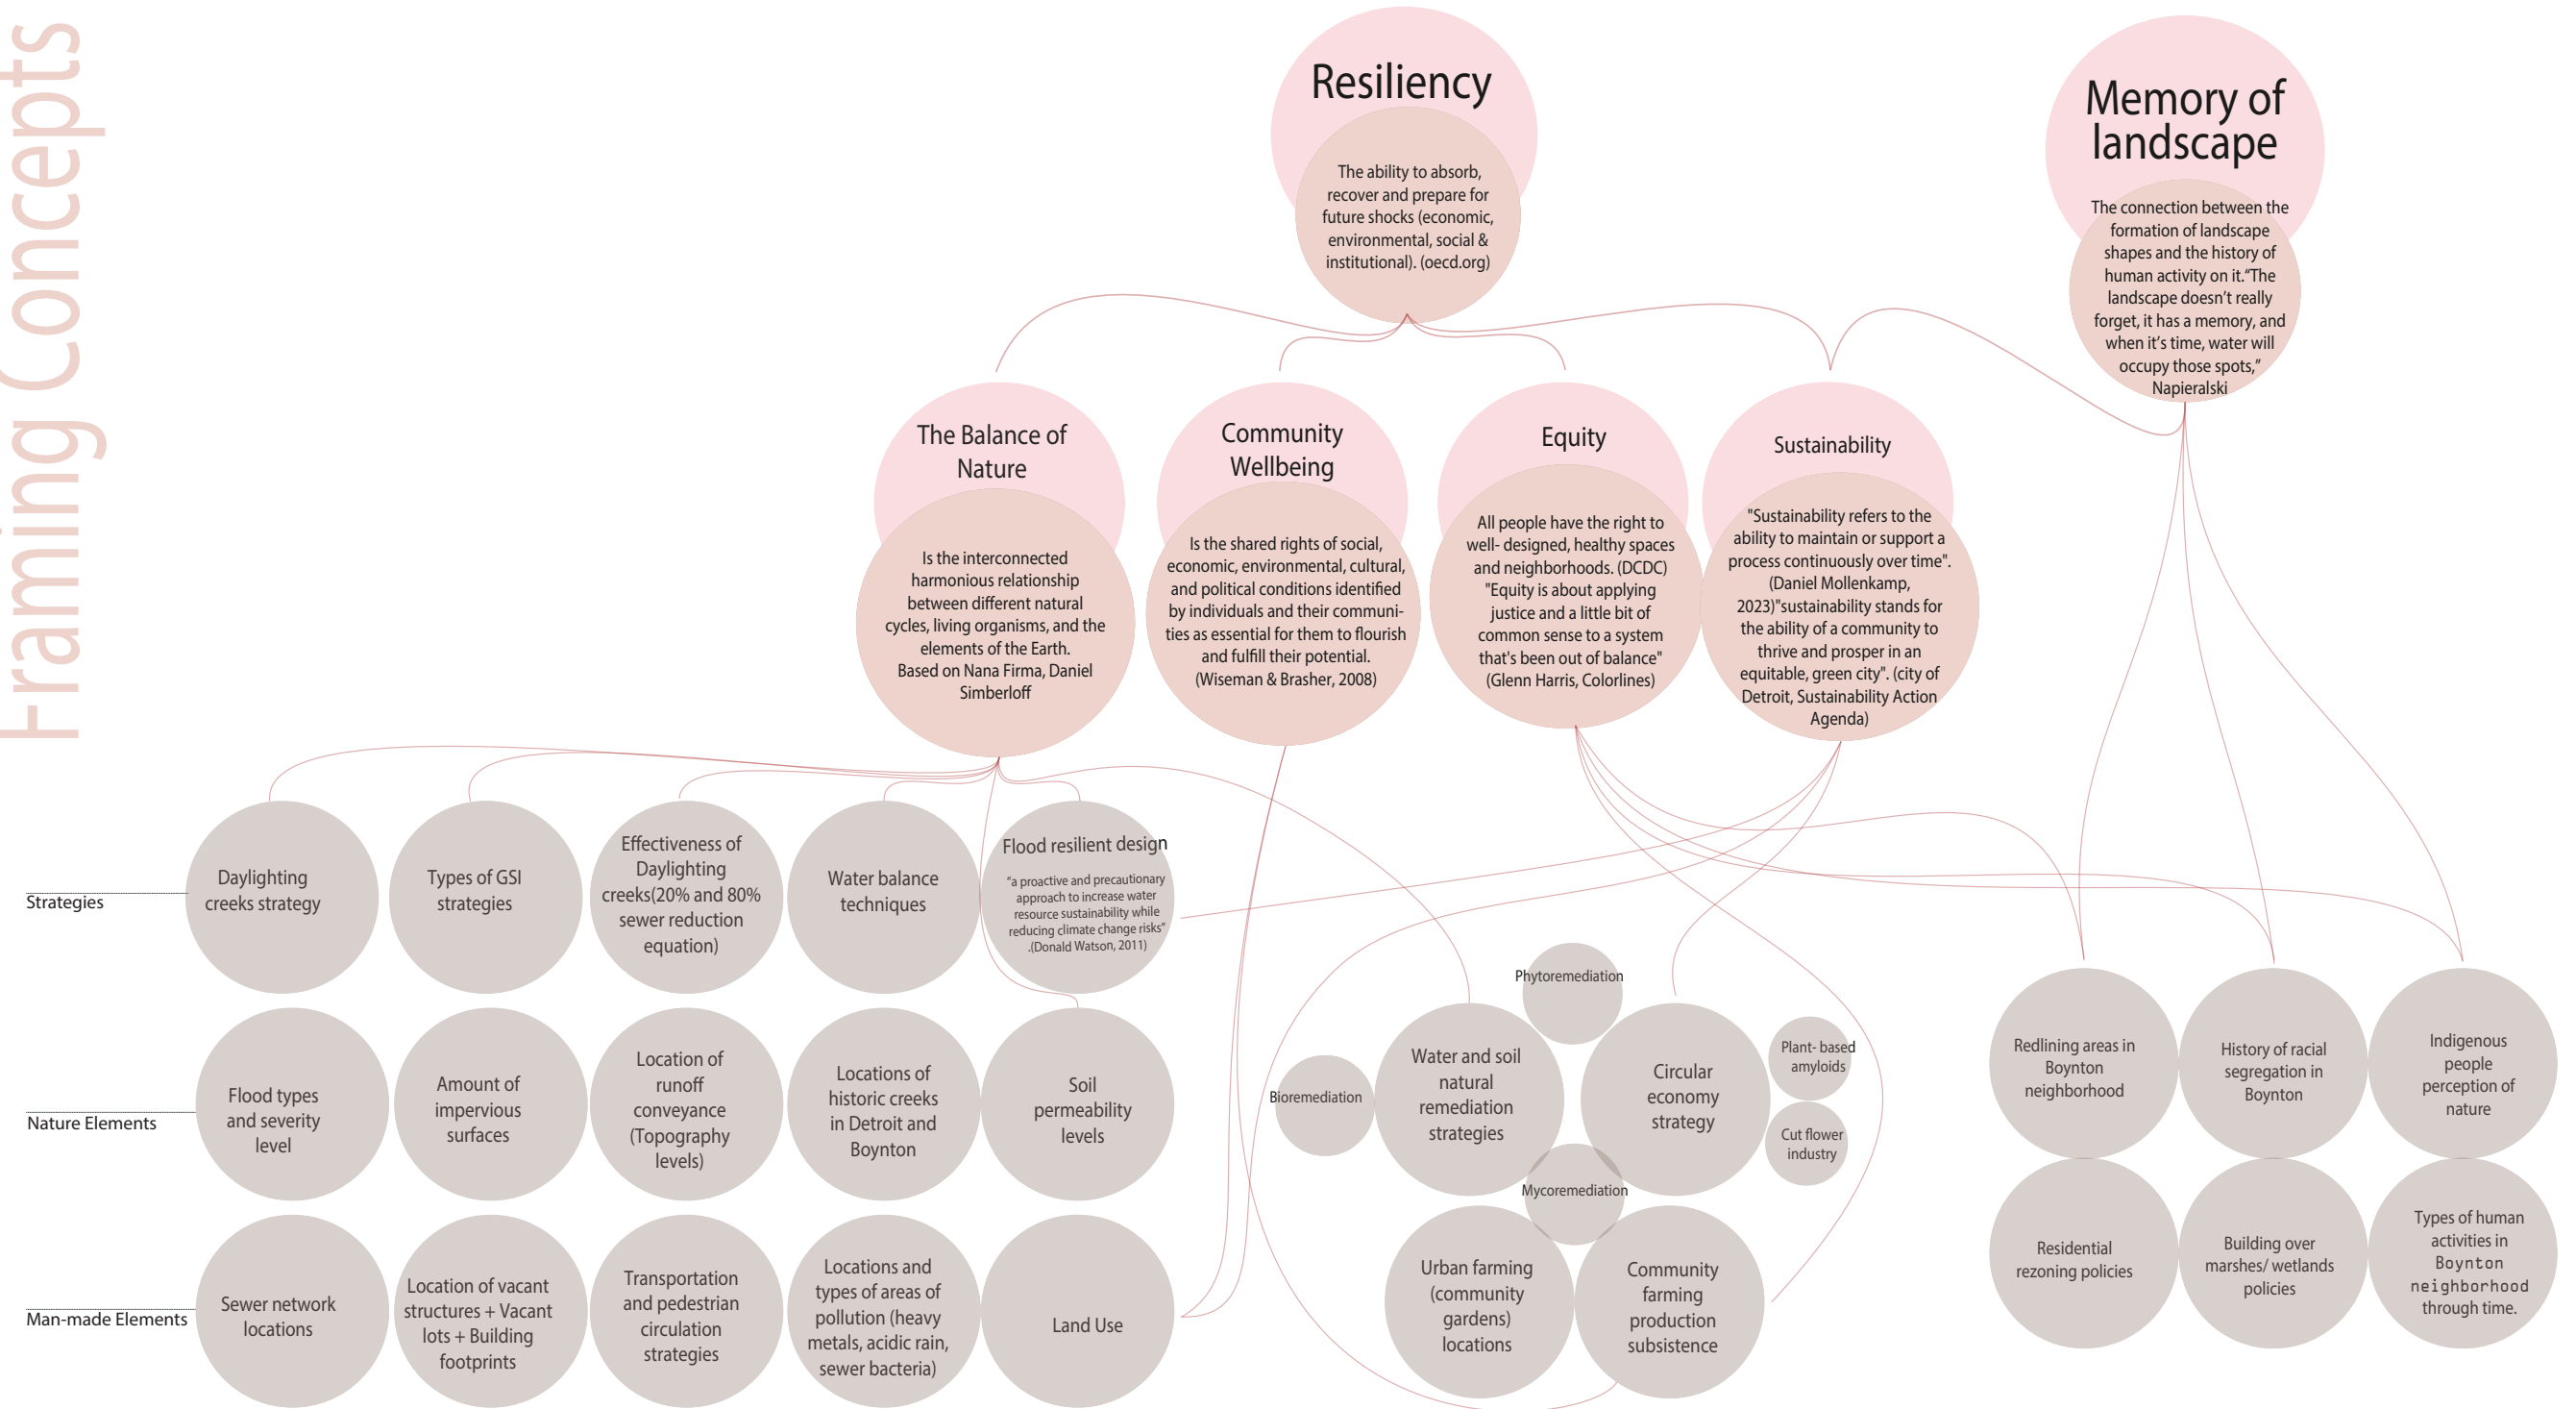 Framing Concepts
Resiliency
The ability to absorb,
recover and prepare for
future shocks (economic,
environmental, social &
institutional). (oecd.org)
Memory of
landscape
The connection between the
formation of landscape
shapes and the history of
human activity on it.“The
landscape doesn’t really
forget, it has a memory, and
when it’s time, water will
occupy those spots,”
Napieralski
The Balance of
Nature
Is the interconnected
harmonious relationship
between different natural
cycles, living organisms, and the
elements of the Earth.
Based on Nana Firma, Daniel
Simberloff
Community
Wellbeing
Is the shared rights of social,
economic, environmental, cultural,
and political conditions identified
by individuals and their communi-
ties as essential for them to flourish
and fulfill their potential.
(Wiseman & Brasher, 2008)
Equity
All people have the right to
well- designed, healthy spaces
and neighborhoods. (DCDC)
"Equity is about applying
justice and a little bit of
common sense to a system
that's been out of balance"
(Glenn Harris, Colorlines)
Sustainability
"Sustainability refers to the
ability to maintain or support a
process continuously over time".
(Daniel Mollenkamp,
2023)"sustainability stands for
the ability of a community to
thrive and prosper in an
equitable, green city". (city of
Detroit, Sustainability Action
Agenda)
Strategies
Daylighting
creeks strategy
Types of GSI
strategies
Effectiveness of
Daylighting
creeks(20% and 80%
sewer reduction
equation)
Water balance
techniques
Flood resilient design
"a proactive and precautionary
approach to increase water
resource sustainability while
reducing climate change risks"
.(Donald Watson, 2011)
Nature Elements
Flood types
and severity
level
Amount of
impervious
surfaces
Location of
runoff
conveyance
(Topography
levels)
Locations of
historic creeks
in Detroit and
Boynton
Soil
permeability
levels
Man-made Elements
Sewer network
locations
Location of vacant
structures + Vacant
lots + Building
footprints
Transportation
and pedestrian
circulation
strategies
Locations and
types of areas of
pollution (heavy
metals, acidic rain,
sewer bacteria)
Land Use
Phytoremediation
Bioremediation
Water and soil
natural
remediation
strategies
Circular
economy
strategy
Plant- based
amyloids
Cut flower
industry
Mycoremediation
Urban farming
(community
gardens)
locations
Community
farming
production
subsistence
Redlining areas in
Boynton
neighborhood
History of racial
segregation in
Boynton
Indigenous
people
perception of
nature
Residential
rezoning policies
Building over
marshes/ wetlands
policies
Types of human
activities in
Boynton
neighborhood
through time.